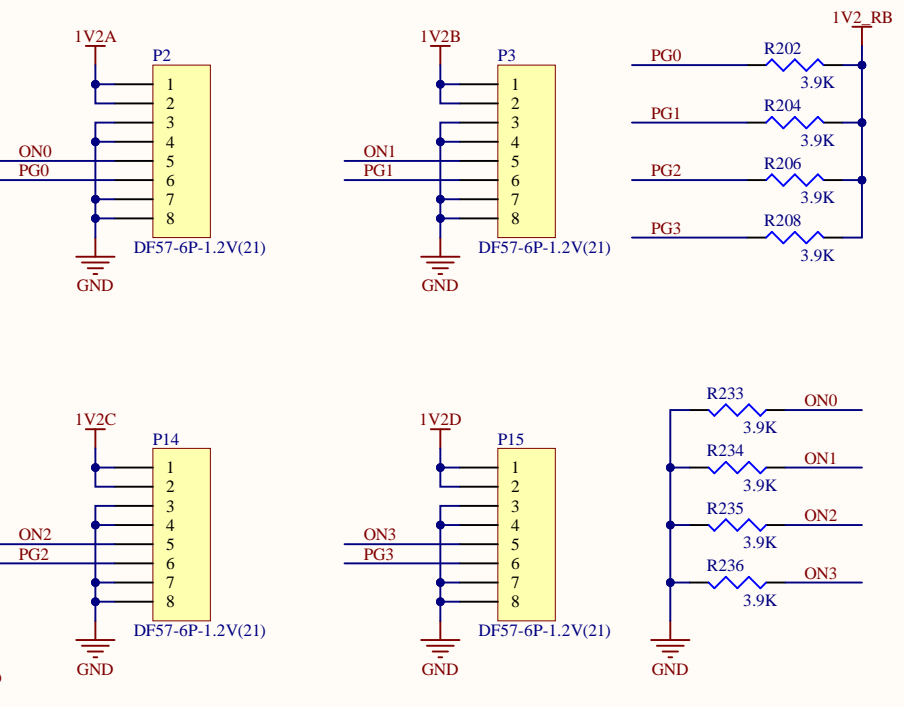 1V2A
P2
1
2
3
4
5
6
7
8
ON0
PG0
DF57-6P-1.2V(21)
GND
1V2B
P3
1
2
3
4
5
6
7
8
ON1
PG1
DF57-6P-1.2V(21)
GND
1V2_RB
PG0
R202
3.9K
PG1
R204
3.9K
PG2
R206
3.9K
PG3
R208
3.9K
1V2C
P14
1
2
3
4
5
6
7
8
ON2
PG2
DF57-6P-1.2V(21)
GND
1V2D
P15
1
2
3
4
5
6
7
8
ON3
PG3
DF57-6P-1.2V(21)
GND
R233
ON0
3.9K
R234
ON1
3.9K
R235
ON2
3.9K
R236
ON3
3.9K
GND